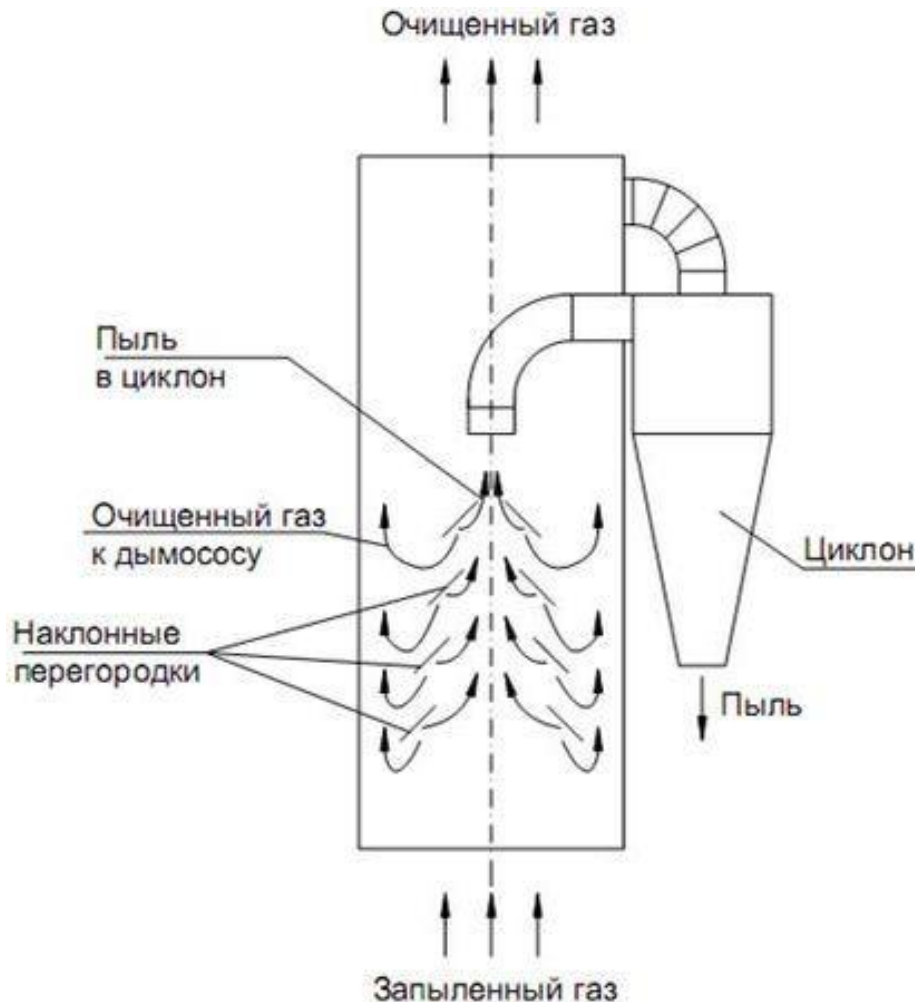 Очищенный газ
Пыль
в циклон
Очищенный газ
к дымососу
Циклон
Наклонные
перегородки
Пыль
Запыленный газ